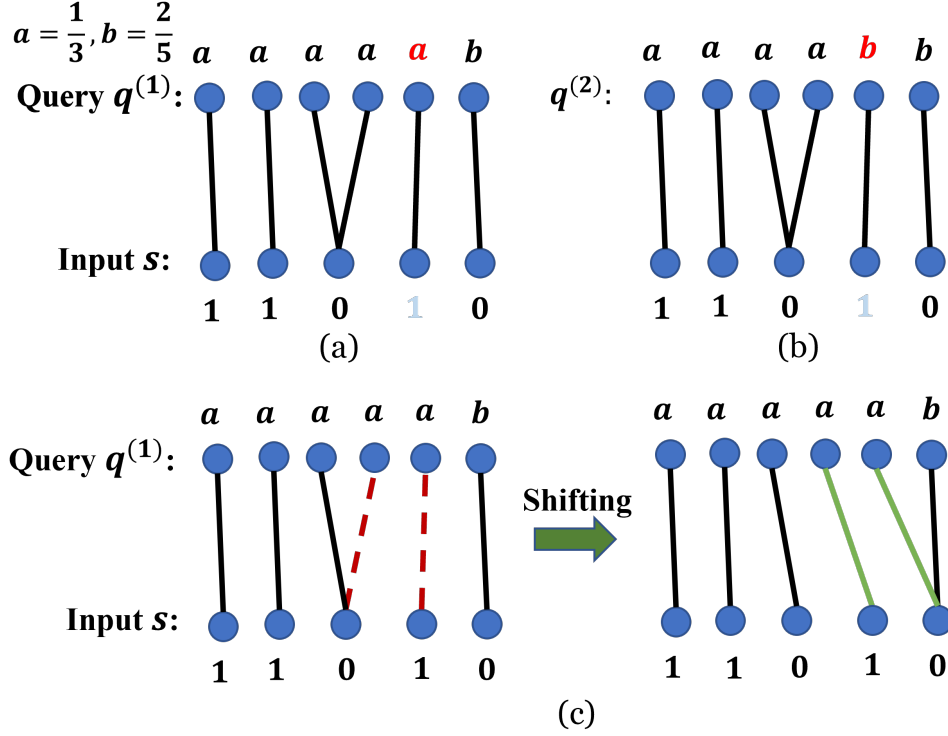 a = 1/3, b = 2/5
a a a a a b
Query q^(1):
Input s:
1 1 0 1 0
(a)
a a a a b b
q^(2):
1 1 0 1 0
(b)
a a a a a b
Query q^(1):
Input s:
1 1 0 1 0
Shifting
a a a a a b
1 1 0 1 0
(c)